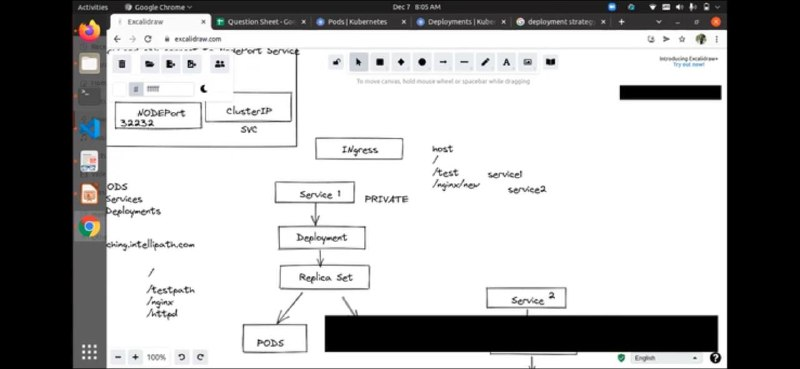 Activities
Google Chrome
Dec 7 8:05 AM
Excalidraw
Question Sheet - Goo
Pods | Kubernetes
Deployments | Kuber
deployment strateg
excalidraw.com
NodePort Service
Introducing Excalidraw+
Try out now!
To move canvas, hold mouse wheel or spacebar while dragging
# ffffff
NODEPort
32232
ClusterIP
SVC
INgress
host
/
/test service1
/nginx/new service2
ODS
Services
Deployments
Service 1
PRIVATE
Deployment
ching.intellipath.com
Replica Set
/
/testpath
/nginx
/httpd
Service 2
PODS
100%
English